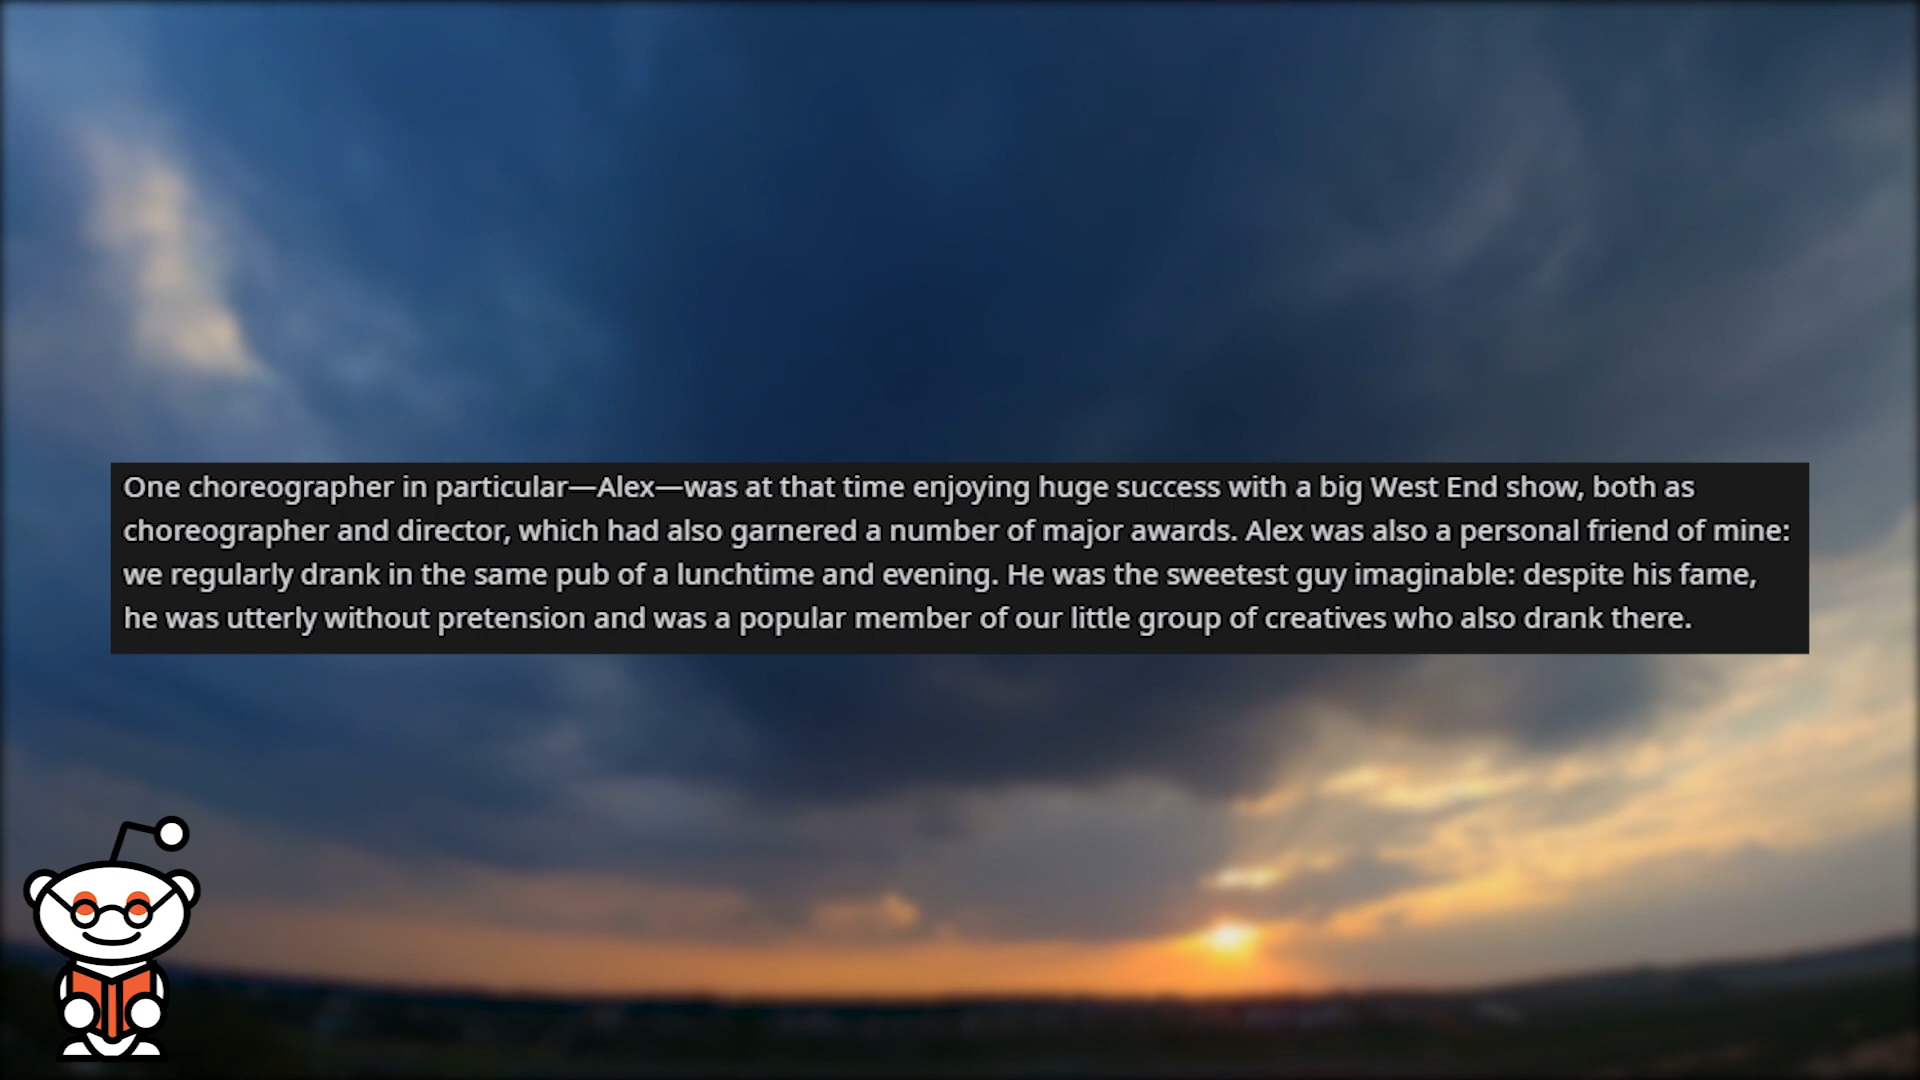 One choreographer in particular—Alex—was at that time enjoying huge success with a big West End show, both as
choreographer and director, which had also garnered a number of major awards. Alex was also a personal friend of mine:
we regularly drank in the same pub of a lunchtime and evening. He was the sweetest guy imaginable: despite his fame,
he was utterly without pretension and was a popular member of our little group of creatives who also drank there.